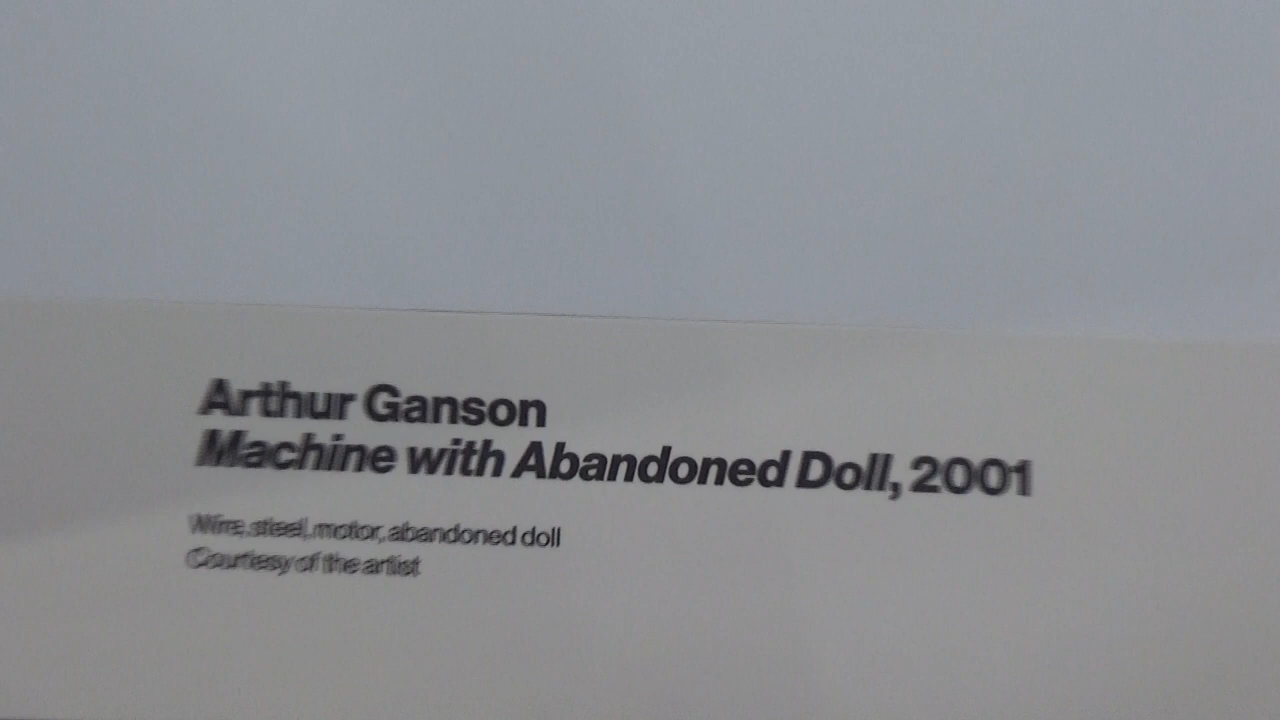 Arthur Ganson
Machine with Abandoned Doll, 2001
Wire, steel, motor, abandoned doll
Courtesy of the artist